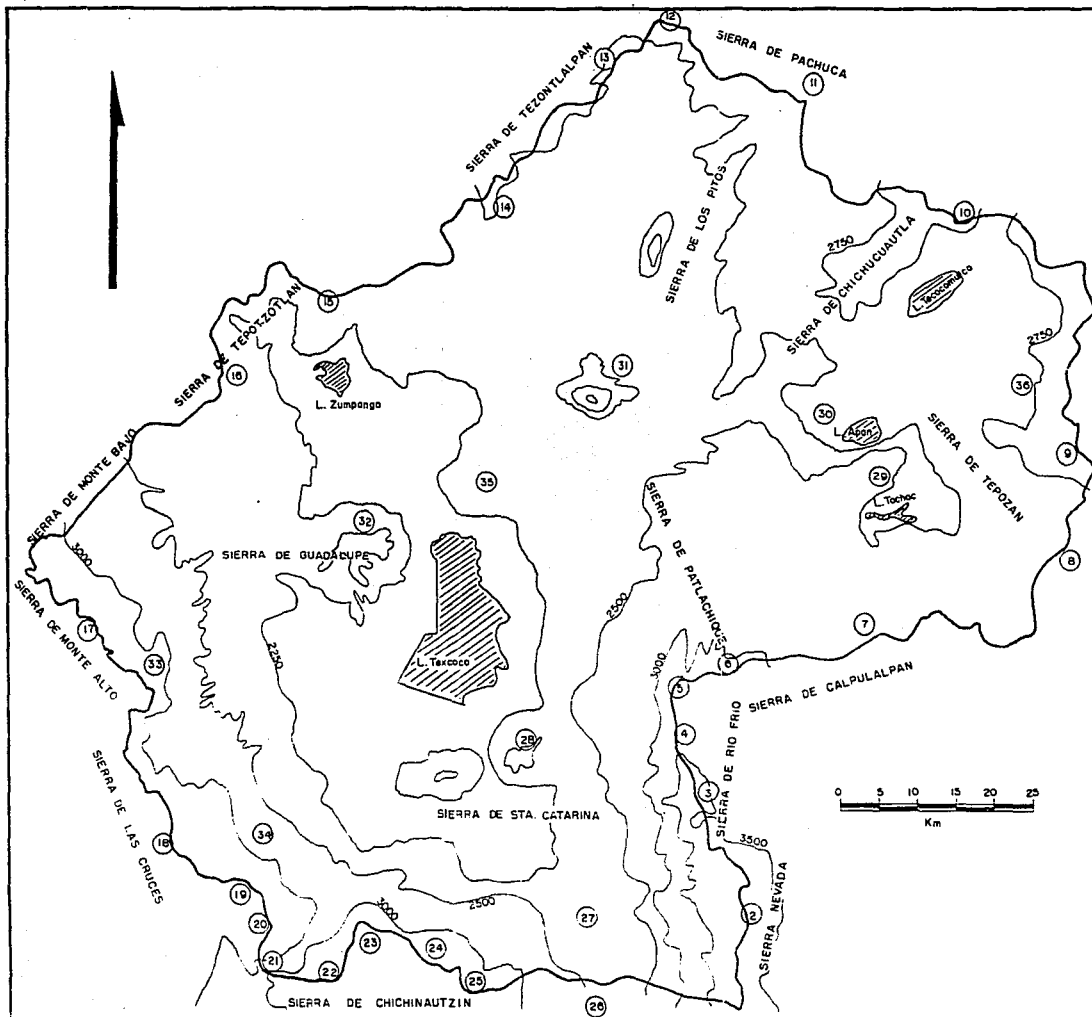 12
SIERRA DE PACHUCA
13
11
SIERRA DE TEZONTLALPAN
14
10
SIERRA DE LOS PITOS
2750
SIERRA DE CHICHUCUAUTLA
L. Tecocomulco
2750
15
SIERRA DE TEPOTZOTLAN
16
L. Zumpango
31
36
30
L. Apan
SIERRA DE TEPOZAN
9
29
L. Tochac
SIERRA DE MONTE BAJO
35
SIERRA DE PATLACHIQUE
32
SIERRA DE GUADALUPE
3000
8
2500
SIERRA DE MONTE ALTO
17
33
2250
L. Texcoco
3000
7
6
5
SIERRA DE CALPULALPAN
4
28
SIERRA DE RIO FRIO
3
SIERRA DE LAS CRUCES
SIERRA DE STA. CATARINA
0 5 10 15 20 25
Km
18
34
3500
19
20
2500
3000
27
2
SIERRA NEVADA
23
24
21
22
25
26
SIERRA DE CHICHINAUTZIN